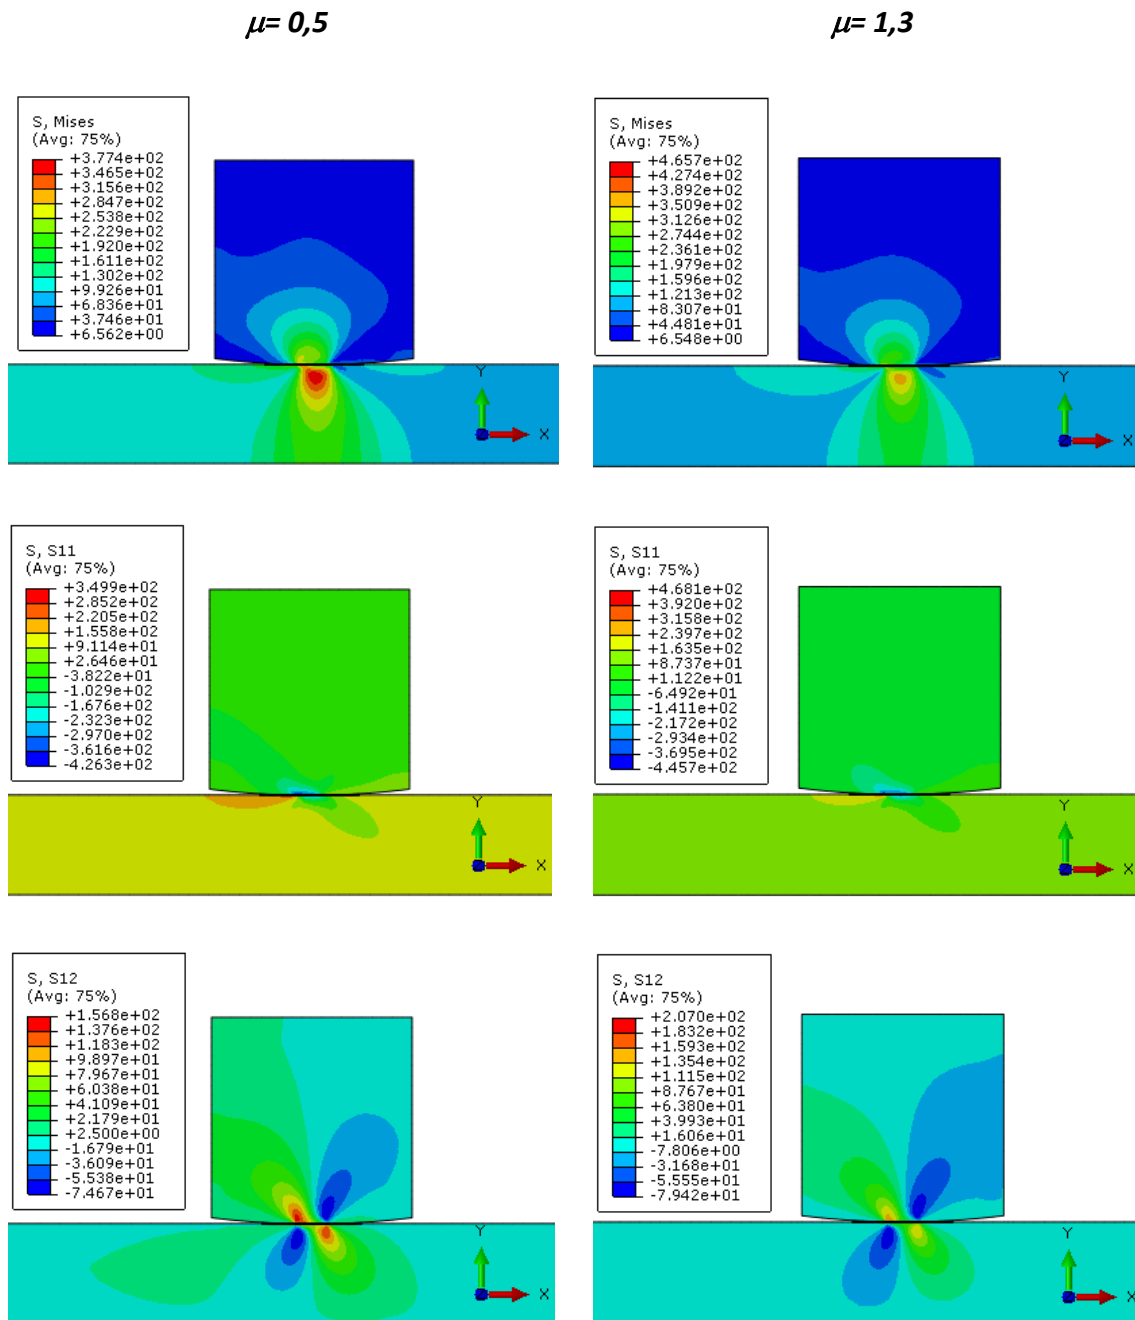 μ= 0,5
μ= 1,3
S, Mises
(Avg: 75%)
+3.774e+02
+3.465e+02
+3.156e+02
+2.847e+02
+2.538e+02
+2.229e+02
+1.920e+02
+1.611e+02
+1.302e+02
+9.926e+01
+6.836e+01
+3.746e+01
+6.562e+00
Y
X
S, Mises
(Avg: 75%)
+4.657e+02
+4.274e+02
+3.892e+02
+3.509e+02
+3.126e+02
+2.744e+02
+2.361e+02
+1.979e+02
+1.596e+02
+1.213e+02
+8.307e+01
+4.481e+01
+6.548e+00
Y
X
S, S11
(Avg: 75%)
+3.499e+02
+2.852e+02
+2.205e+02
+1.558e+02
+9.114e+01
+2.646e+01
-3.822e+01
-1.029e+02
-1.676e+02
-2.323e+02
-2.970e+02
-3.616e+02
-4.263e+02
Y
X
S, S11
(Avg: 75%)
+4.681e+02
+3.920e+02
+3.158e+02
+2.397e+02
+1.635e+02
+8.737e+01
+1.122e+01
-6.492e+01
-1.411e+02
-2.172e+02
-2.934e+02
-3.695e+02
-4.457e+02
Y
X
S, S12
(Avg: 75%)
+1.568e+02
+1.376e+02
+1.183e+02
+9.897e+01
+7.967e+01
+6.038e+01
+4.109e+01
+2.179e+01
+2.500e+00
-1.679e+01
-3.609e+01
-5.538e+01
-7.467e+01
Y
X
S, S12
(Avg: 75%)
+2.070e+02
+1.832e+02
+1.593e+02
+1.354e+02
+1.115e+02
+8.767e+01
+6.380e+01
+3.993e+01
+1.606e+01
-7.806e+00
-3.168e+01
-5.555e+01
-7.942e+01
Y
X